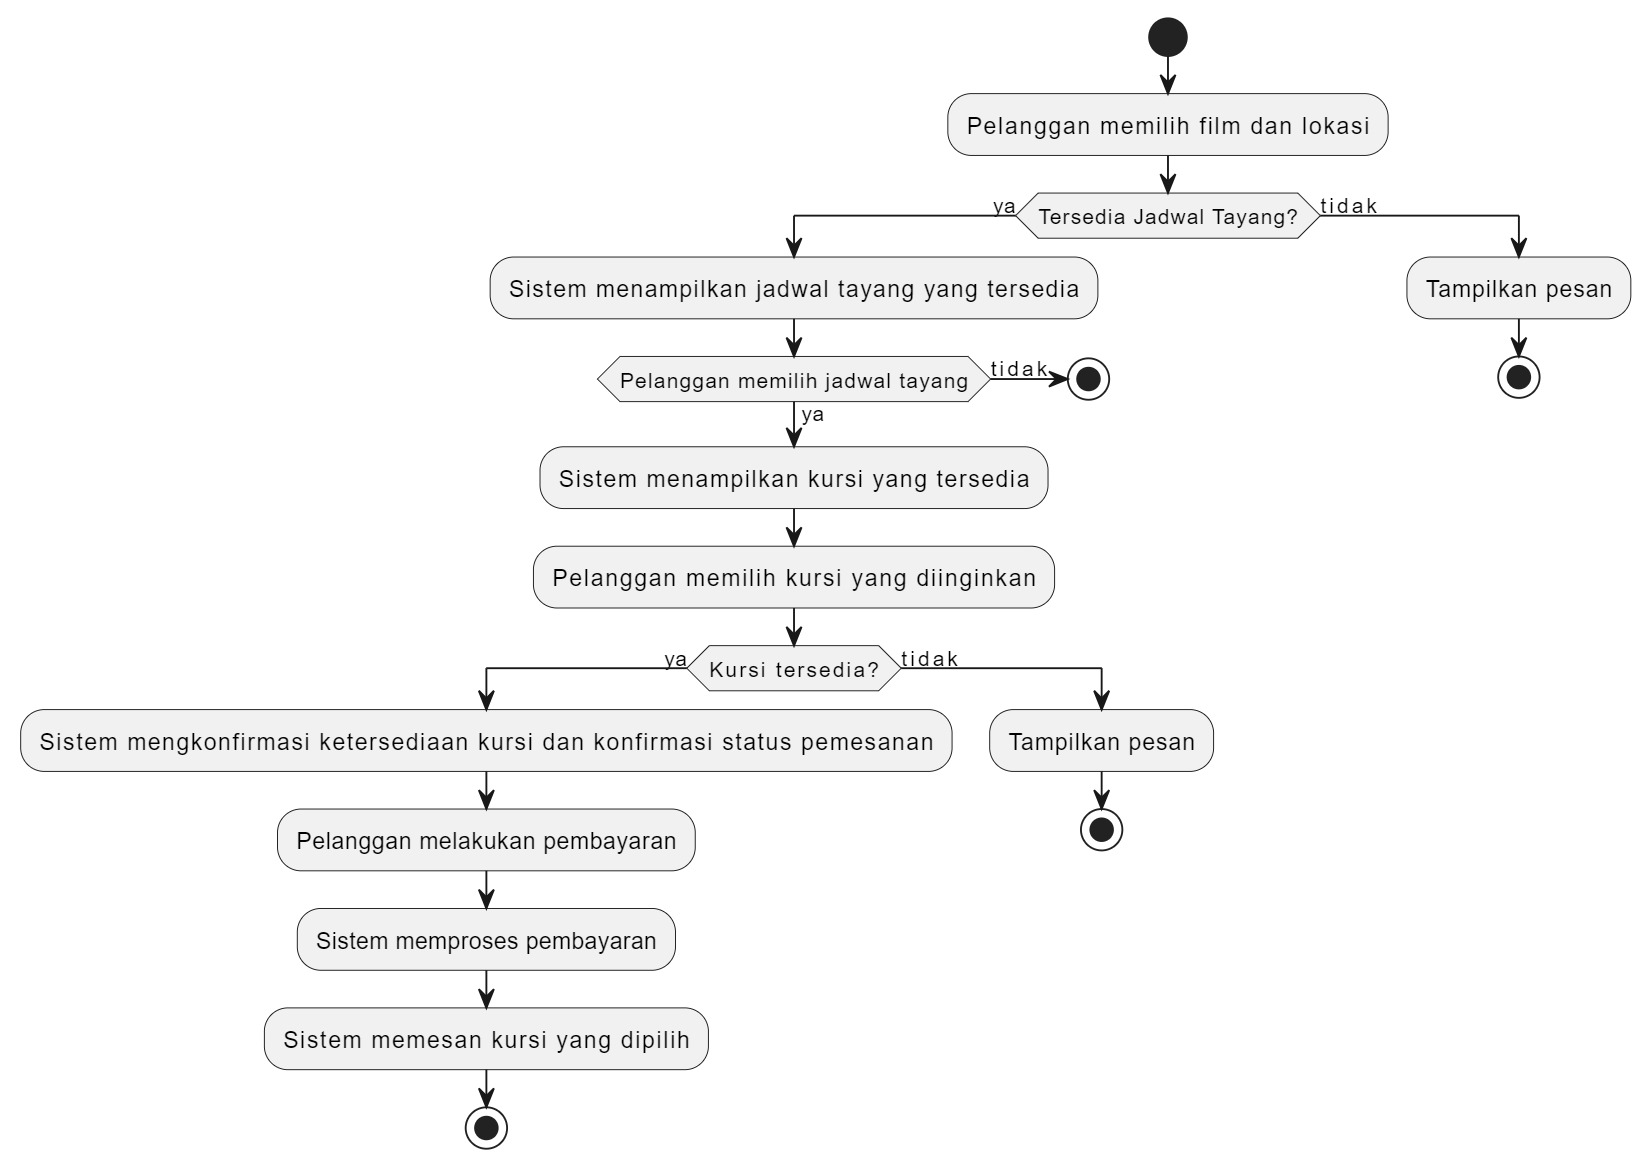 Pelanggan memilih film dan lokasi
ya
Tersedia Jadwal Tayang?
tidak
Sistem menampilkan jadwal tayang yang tersedia
Tampilkan pesan
Pelanggan memilih jadwal tayang
tidak
ya
Sistem menampilkan kursi yang tersedia
Pelanggan memilih kursi yang diinginkan
ya
Kursi tersedia?
tidak
Sistem mengkonfirmasi ketersediaan kursi dan konfirmasi status pemesanan
Tampilkan pesan
Pelanggan melakukan pembayaran
Sistem memproses pembayaran
Sistem memesan kursi yang dipilih